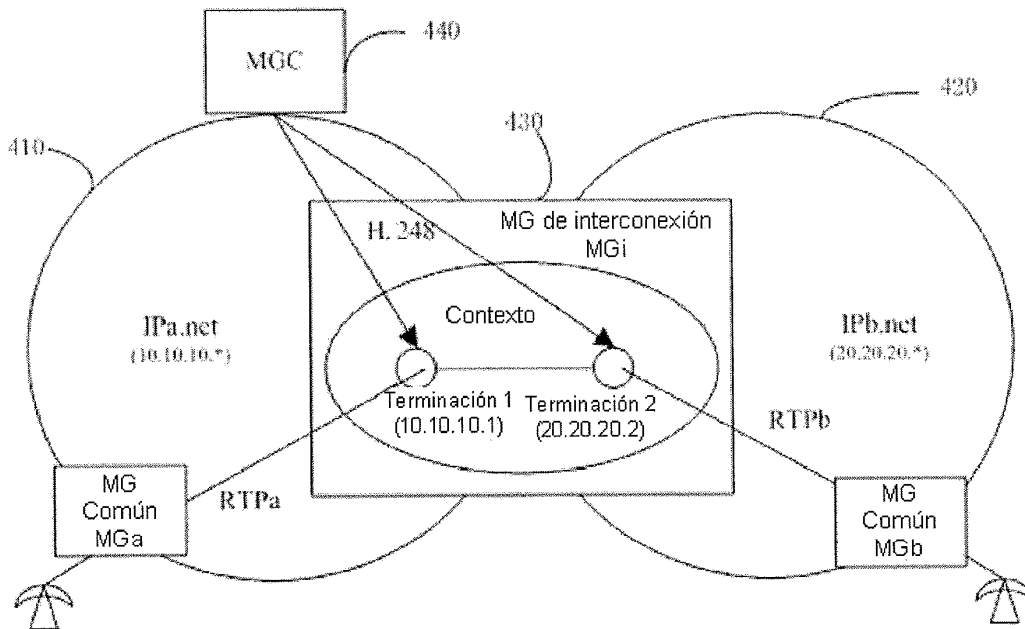 MGC
440
410
430
420
H. 248
MG de interconexión
MGi
Contexto
IPa.net
(10.10.10.*)
IPb.net
(20.20.20.*)
Terminación 1
(10.10.10.1)
Terminación 2
(20.20.20.2)
RTPa
RTPb
MG
Común
MGa
MG
Común
MGb